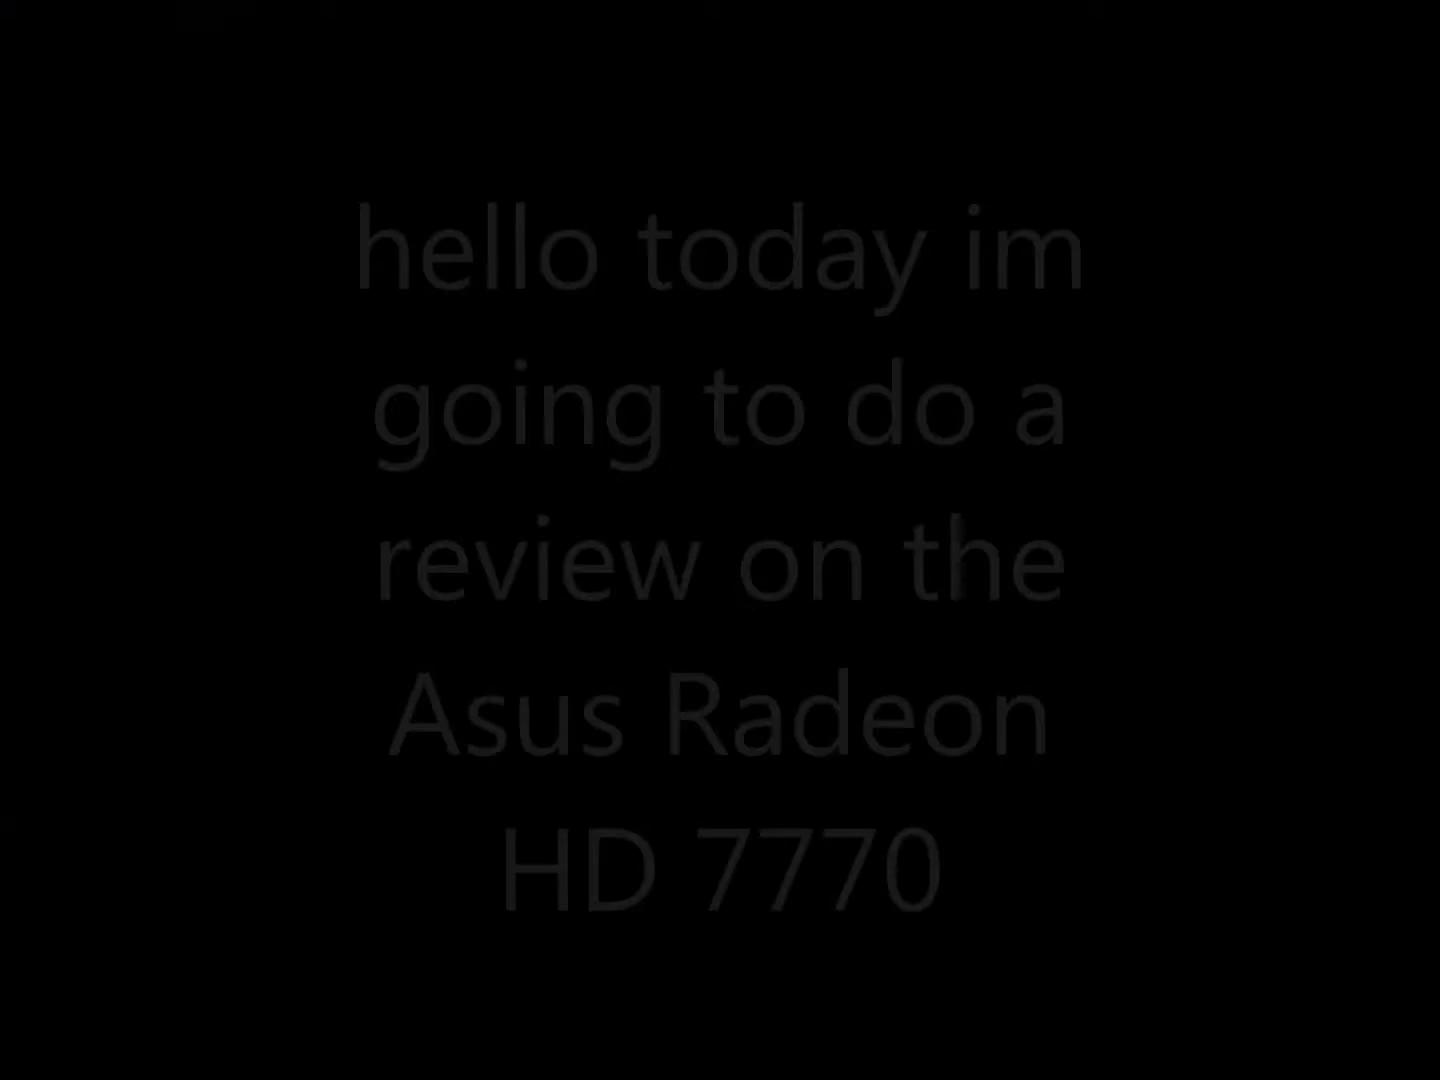 hello today im
going to do a
review on the
Asus Radeon
HD 7770